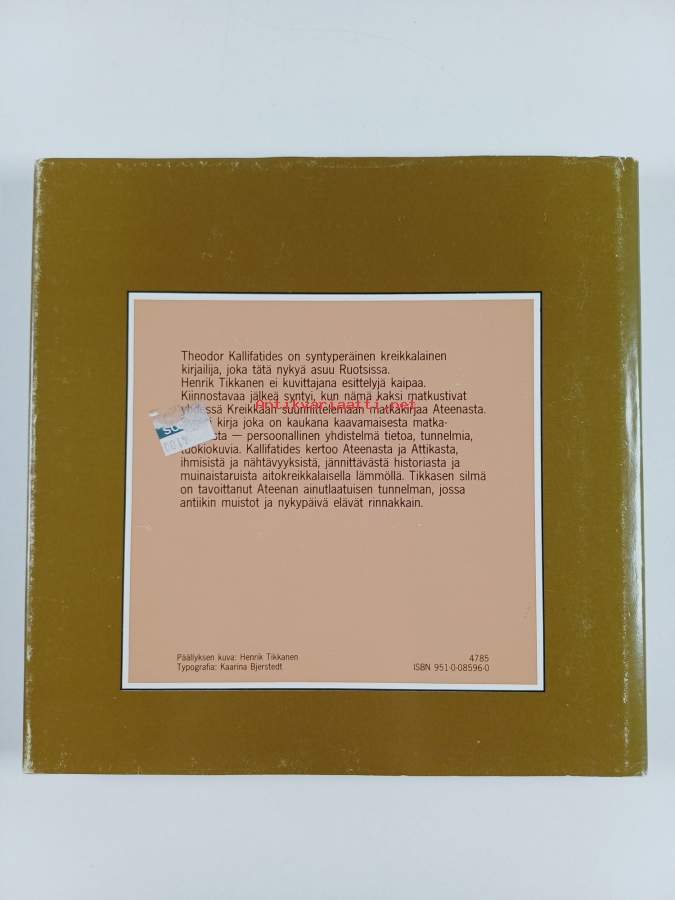 Theodor Kallifatides on syntyperäinen kreikkalainen
kirjailija, joka tätä nykyä asuu Ruotsissa.
Henrik Tikkanen ei kuvittajana esittelyjä kaipaa.
Kiinnostavaa jälkeä syntyi, kun nämä kaksi matkustivat
Kreikkaan suunnittelemaan matkakirjaa Ateenasta.
antikvariaatti.net
kirja joka on kaukana kaavamaisesta matka-
— persoonallinen yhdistelmä tietoa, tunnelmia,
tuokiokuvia. Kallifatides kertoo Ateenasta ja Attikasta,
ihmisistä ja nähtävyyksistä, jännittävästä historiasta ja
muinaistaruista aitokreikkalaisella lämmöllä. Tikkasen silmä
on tavoittanut Ateenan ainutlaatuisen tunnelman, jossa
antiikin muistot ja nykypäivä elävät rinnakkain.
Päällyksen kuva: Henrik Tikkanen
Typografia: Kaarina Bjerstedt
4785
ISBN 951-0-08596-0